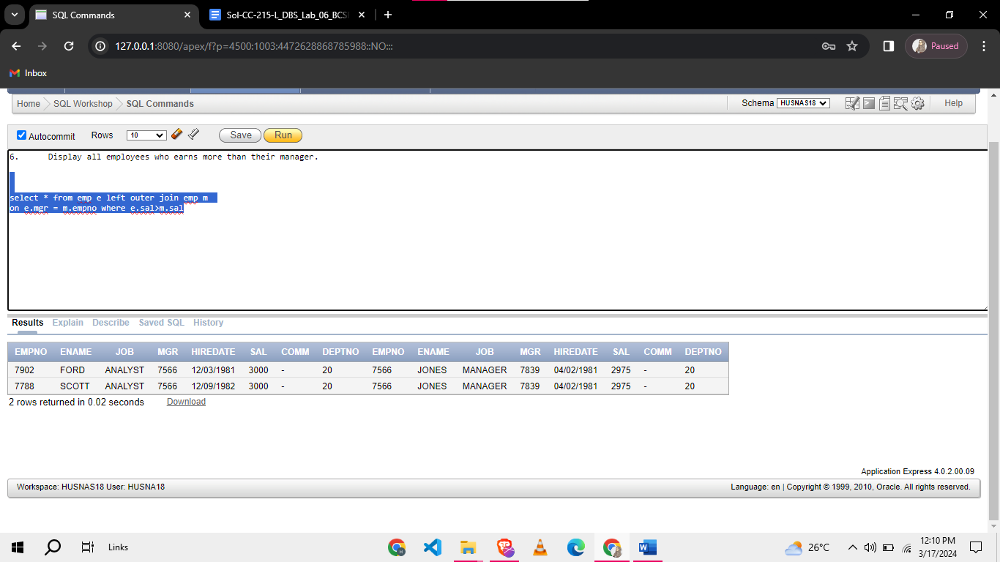 SQL Commands
Sol-CC-215-L_DBS_Lab_06_BCS
127.0.0.1:8080/apex/f?p=4500:1003:4472628868785988::NO:::
Paused
Inbox
Home SQL Workshop SQL Commands
Schema HUSNAS18 Help
Autocommit Rows 10 Save Run
6. Display all employees who earns more than their manager.
select * from emp e left outer join emp m
on e.mgr = m.empno where e.sal>m.sal
Results Explain Describe Saved SQL History
EMPNO ENAME JOB MGR HIREDATE SAL COMM DEPTNO EMPNO ENAME JOB MGR HIREDATE SAL COMM DEPTNO
7902 FORD ANALYST 7566 12/03/1981 3000 - 20 7566 JONES MANAGER 7839 04/02/1981 2975 - 20
7788 SCOTT ANALYST 7566 12/09/1982 3000 - 20 7566 JONES MANAGER 7839 04/02/1981 2975 - 20
2 rows returned in 0.02 seconds Download
Application Express 4.0.2.00.09
Workspace: HUSNAS18 User: HUSNA18
Language: en | Copyright © 1999, 2010, Oracle. All rights reserved.
Links
26°C
12:10 PM
3/17/2024